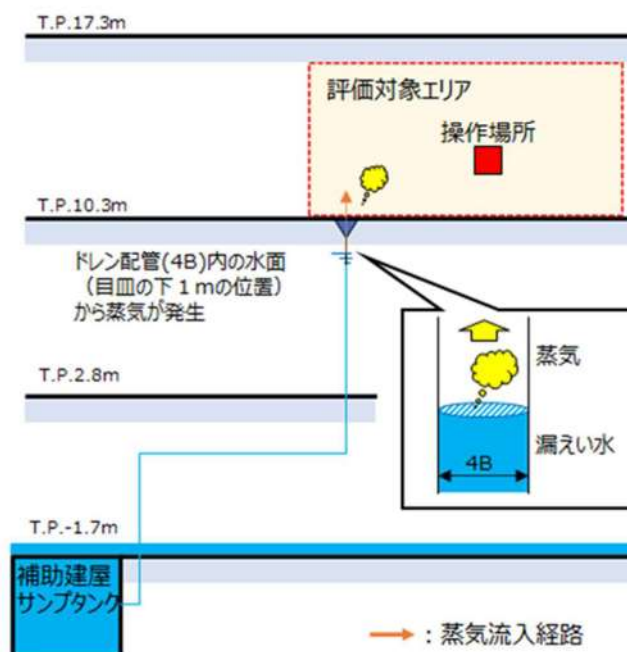 T.P.17.3m
評価対象エリア
操作場所
T.P.10.3m
ドレン配管(4B)内の水面
(目皿の下1mの位置)
から蒸気が発生
蒸気
T.P.2.8m
漏えい水
4B
T.P.-1.7m
補助建屋
サンプタンク
:蒸気流入経路